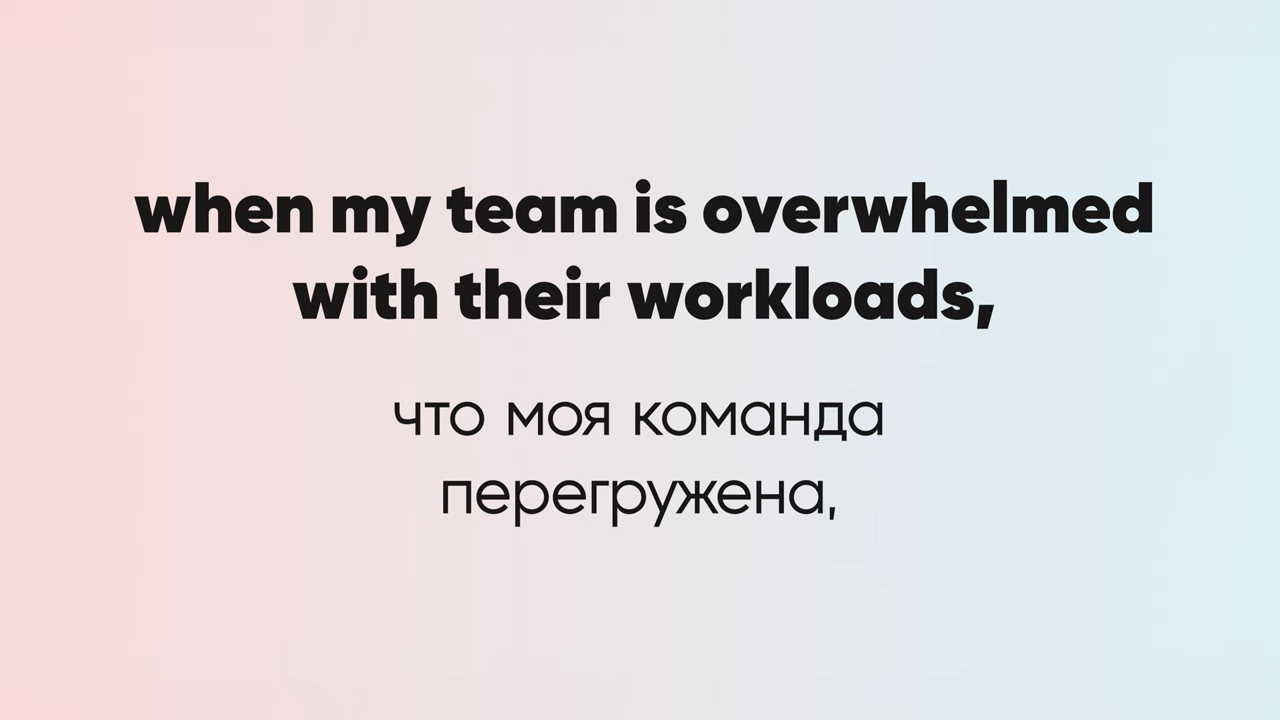 when my team is overwhelmed
with their workloads,
что моя команда
перегружена,